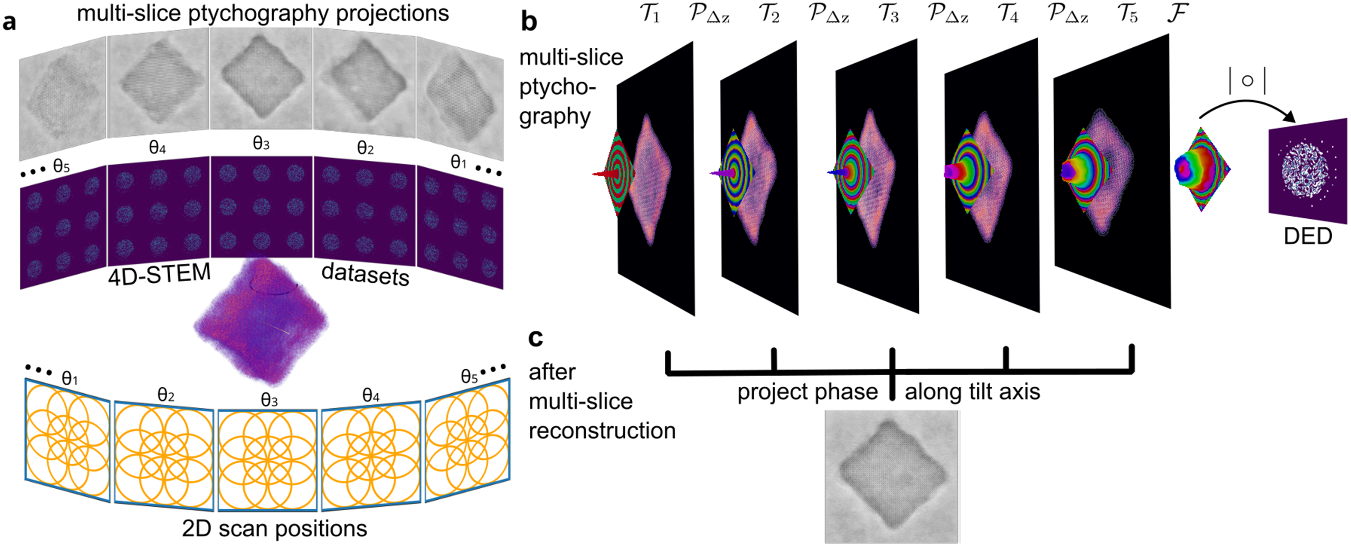 a
multi-slice ptychography projections
θ5 θ4 θ3 θ2 θ1
4D-STEM datasets
θ1 θ2 θ3 θ4 θ5
2D scan positions
b
𝒯1 𝒫Δz 𝒯2 𝒫Δz 𝒯3 𝒫Δz 𝒯4 𝒫Δz 𝒯5 ℱ
multi-slice
ptycho-
graphy
|∘|
DED
c
after
multi-slice
reconstruction
project phase along tilt axis